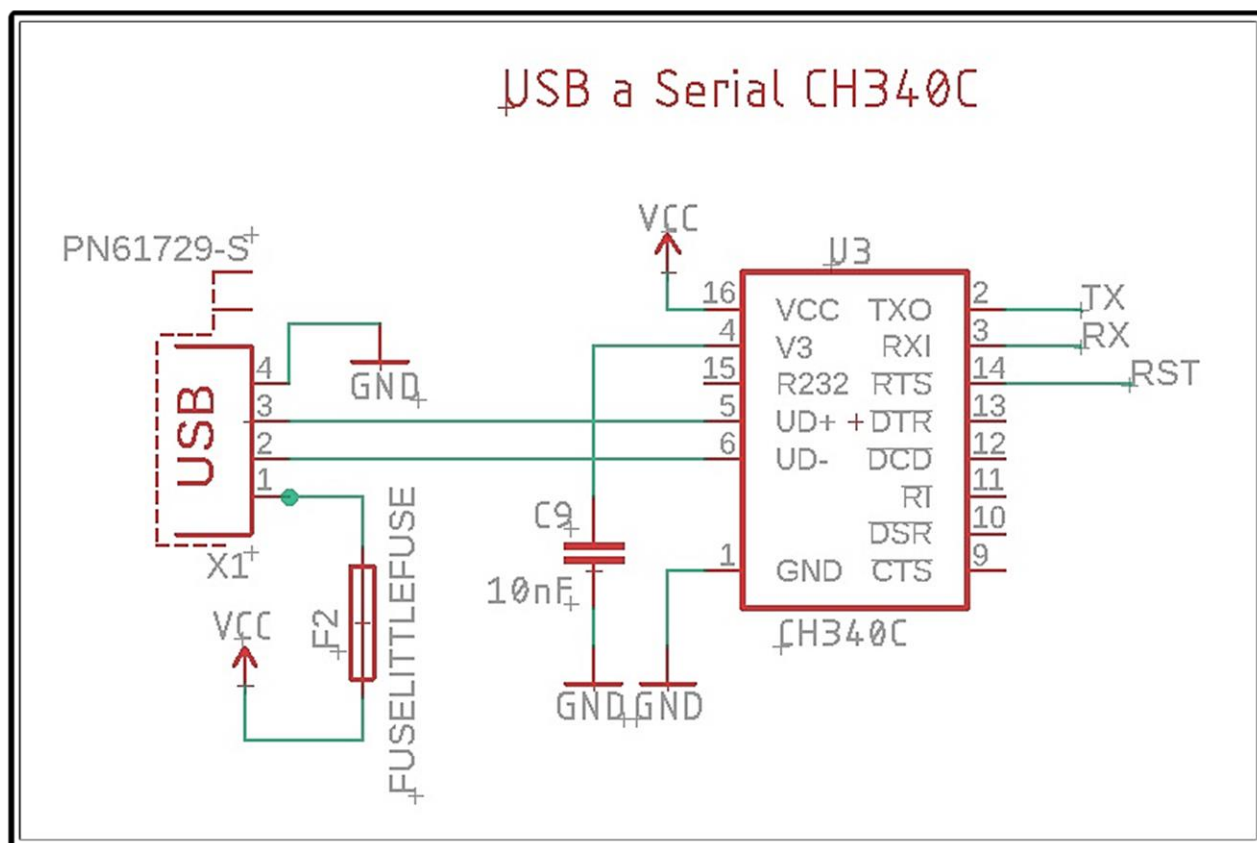 USB a Serial CH340C
PN61729-S
USB
4
3
2
1
X1
GND
VCC
F2
FUSELITTLEFUSE
C9
10nF
GND
GND
VCC
U3
16 VCC TXO 2 TX
4 V3 RXI 3 RX
15 R232 RTS 14 RST
5 UD+ DTR 13
6 UD- DCD 12
RI 11
DSR 10
1 GND CTS 9
CH340C